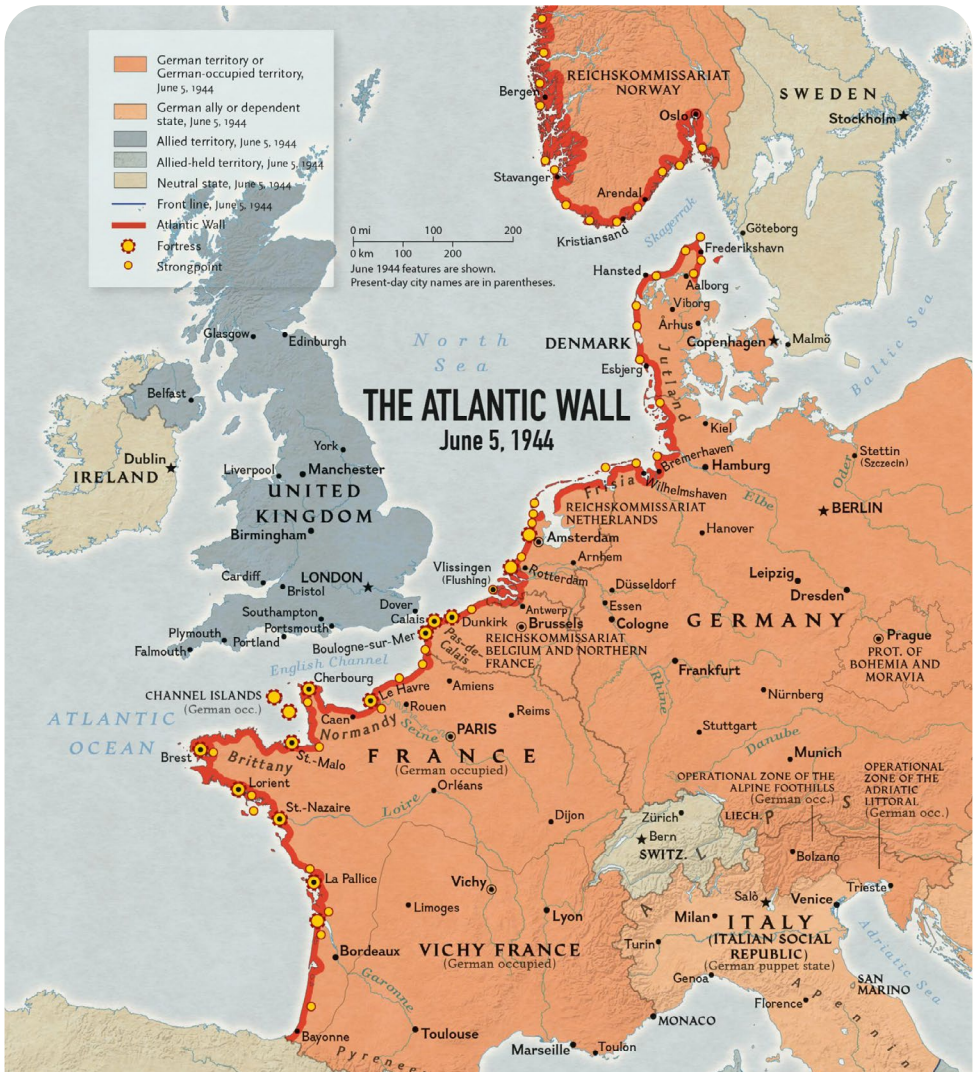 German territory or
German-occupied territory,
June 5, 1944
German ally or dependent
state, June 5, 1944
Allied territory, June 5, 1944
Allied-held territory, June 5, 1944
Neutral state, June 5, 1944
Front line, June 5, 1944
Atlantic Wall
Fortress
Strongpoint
0 mi 100 200
0 km 100 200
June 1944 features are shown.
Present-day city names are in parentheses.
THE ATLANTIC WALL
June 5, 1944
REICHSKOMMISSARIAT
NORWAY
Bergen
Oslo
Stavanger
Arendal
Kristiansand
Skagerrak
SWEDEN
Stockholm
Göteborg
Malmö
Baltic Sea
Hansted
Frederikshavn
Aalborg
Viborg
Århus
Copenhagen
DENMARK
Jutland
Esbjerg
North
Sea
Glasgow
Edinburgh
Belfast
Dublin
IRELAND
York
Liverpool
Manchester
UNITED
KINGDOM
Birmingham
Cardiff
LONDON
Bristol
Southampton
Dover
Portsmouth
Plymouth
Portland
Falmouth
English Channel
CHANNEL ISLANDS
(German occ.)
ATLANTIC
OCEAN
Kiel
Bremerhaven
Hamburg
Wilhelmshaven
Frisia
Elbe
Stettin
(Szczecin)
Oder
BERLIN
REICHSKOMMISSARIAT
NETHERLANDS
Amsterdam
Hanover
Arnhem
Vlissingen
(Flushing)
Rotterdam
Düsseldorf
Leipzig
Dresden
Antwerp
Essen
Brussels
Cologne
GERMANY
Calais
Dunkirk
Boulogne-sur-Mer
Pas-de-
Calais
REICHSKOMMISSARIAT
BELGIUM AND NORTHERN
FRANCE
Prague
PROT. OF
BOHEMIA AND
MORAVIA
Frankfurt
Rhine
Nürnberg
Stuttgart
Danube
Munich
Cherbourg
Le Havre
Amiens
Rouen
Caen
Normandy
Seine
Reims
PARIS
FRANCE
(German occupied)
Brest
Brittany
St.-Malo
Lorient
St.-Nazaire
Orléans
Loire
Dijon
OPERATIONAL ZONE OF THE
ALPINE FOOTHILLS
(German occ.)
OPERATIONAL
ZONE OF THE
ADRIATIC
LITTORAL
(German occ.)
Zürich
LIECH.
Bern
SWITZ.
ALPS
Bolzano
La Pallice
Vichy
Limoges
Lyon
Salò
Venice
Trieste
Milan
ITALY
(ITALIAN SOCIAL
REPUBLIC)
(German puppet state)
Turin
Genoa
Adriatic Sea
SAN
MARINO
Florence
Apennin
Bordeaux
VICHY FRANCE
(German occupied)
Garonne
Bayonne
Toulouse
Pyrenee
Marseille
Toulon
MONACO